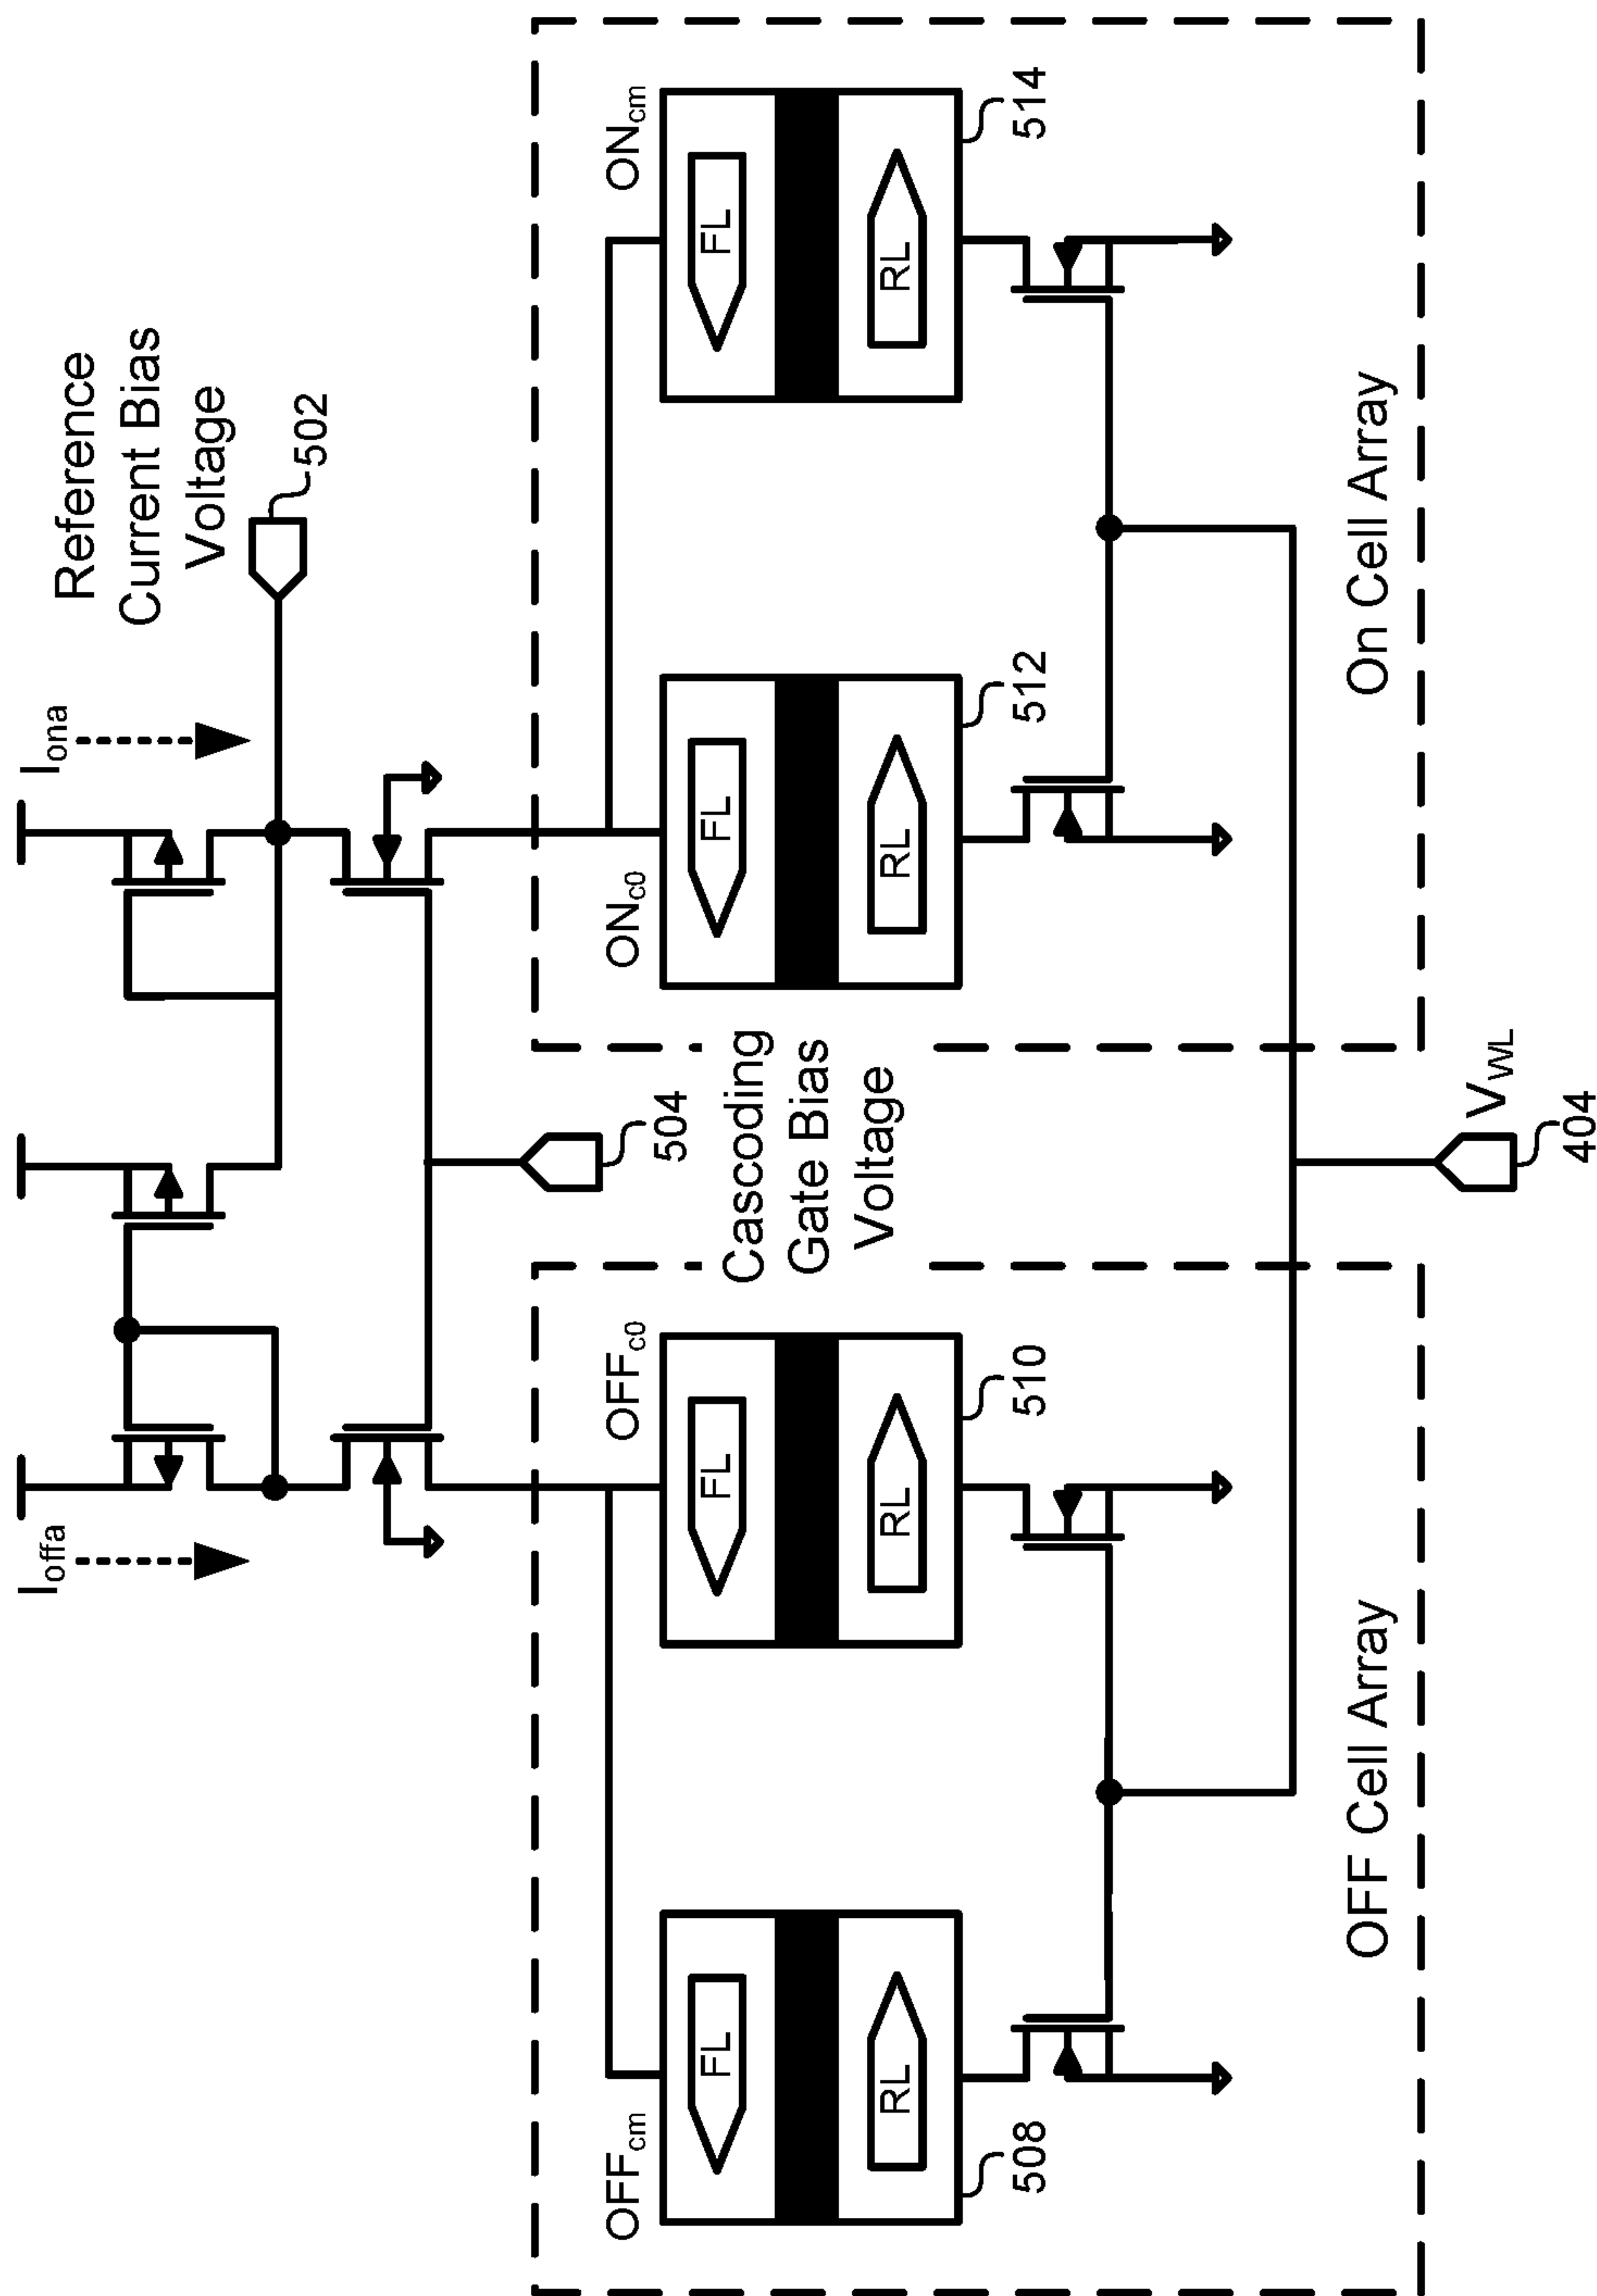 I_offa
I_ona
Reference
Current Bias
Voltage
502
504
Cascoding
Gate Bias
Voltage
OFF_cm
FL
RL
508
OFF_c0
FL
RL
510
OFF Cell Array
ON_c0
FL
RL
512
ON_cm
FL
RL
514
On Cell Array
V_WL
404